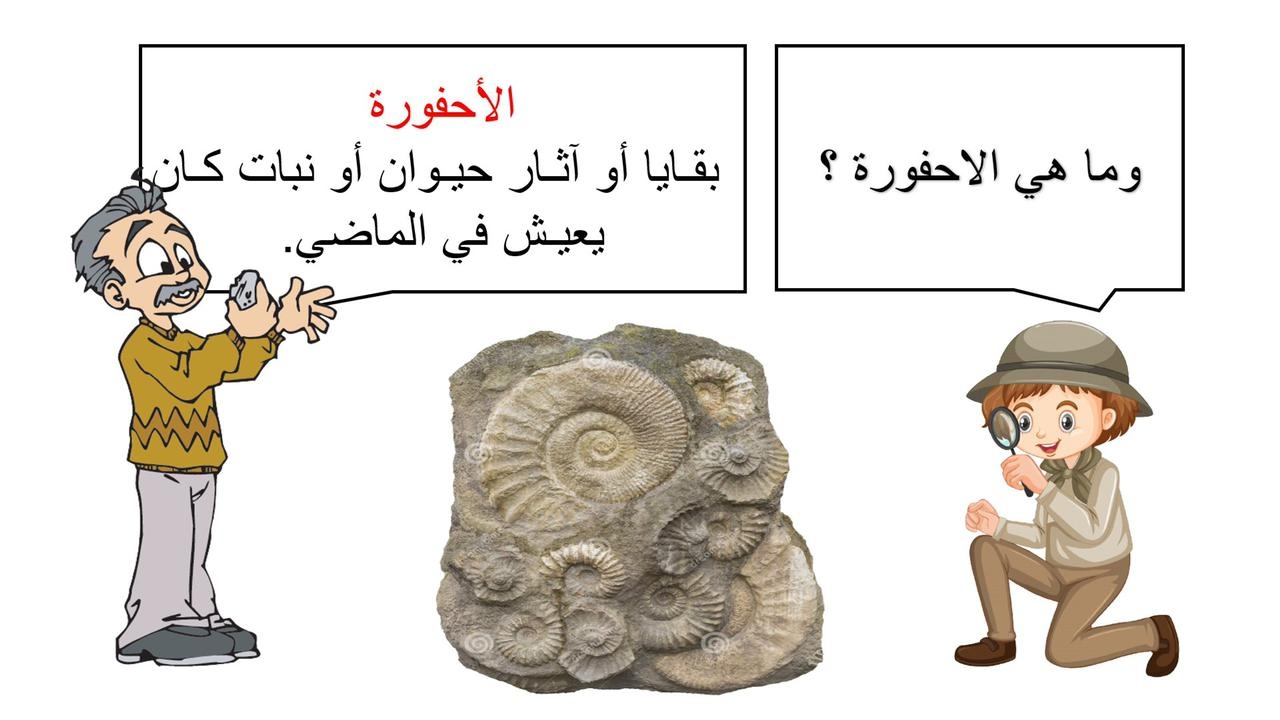 وما هي الاحفورة ؟
الأحفورة
بقايا أو آثار حيوان أو نبات كان
يعيش في الماضي.